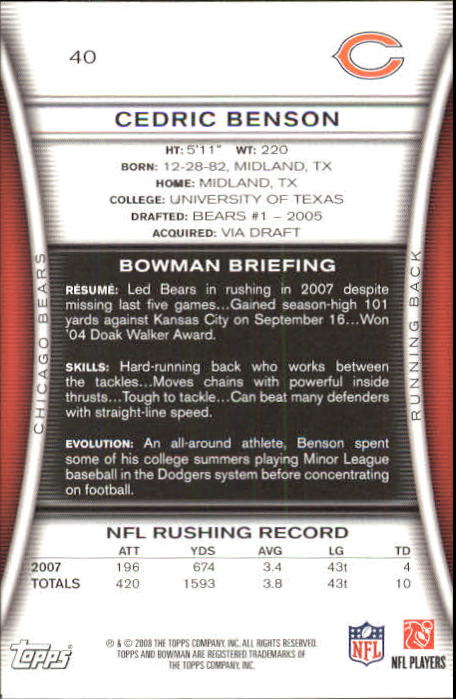 40
CEDRIC BENSON
HT: 5'11" WT: 220
BORN: 12-28-82, MIDLAND, TX
HOME: MIDLAND, TX
COLLEGE: UNIVERSITY OF TEXAS
DRAFTED: BEARS #1 – 2005
ACQUIRED: VIA DRAFT
CHICAGO BEARS
RUNNING BACK
BOWMAN BRIEFING
RÉSUMÉ: Led Bears in rushing in 2007 despite
missing last five games...Gained season-high 101
yards against Kansas City on September 16...Won
'04 Doak Walker Award.
SKILLS: Hard-running back who works between
the tackles...Moves chains with powerful inside
thrusts...Tough to tackle...Can beat many defenders
with straight-line speed.
EVOLUTION: An all-around athlete, Benson spent
some of his college summers playing Minor League
baseball in the Dodgers system before concentrating
on football.
NFL RUSHING RECORD
ATT YDS AVG LG TD
2007 196 674 3.4 43t 4
TOTALS 420 1593 3.8 43t 10
Topps
® & © 2008 THE TOPPS COMPANY, INC. ALL RIGHTS RESERVED.
TOPPS AND BOWMAN ARE REGISTERED TRADEMARKS OF
THE TOPPS COMPANY, INC.
NFL
NFL PLAYERS